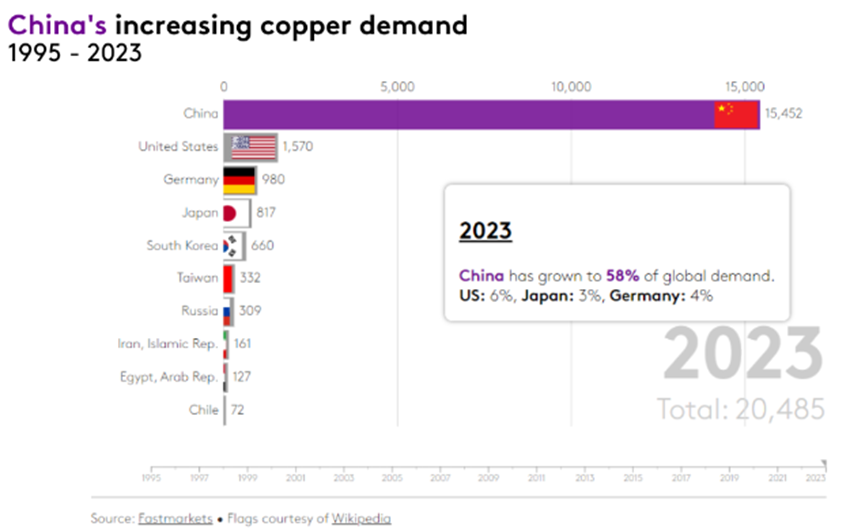 China's increasing copper demand
1995 - 2023
0 5,000 10,000 15,000
China 15,452
United States 1,570
Germany 980
Japan 817
South Korea 660
Taiwan 332
Russia 309
Iran, Islamic Rep. 161
Egypt, Arab Rep. 127
Chile 72
2023
China has grown to 58% of global demand.
US: 6%, Japan: 3%, Germany: 4%
2023
Total: 20,485
1995 1997 1999 2001 2003 2005 2007 2009 2011 2013 2015 2017 2019 2021 2023
Source: Fastmarkets • Flags courtesy of Wikipedia